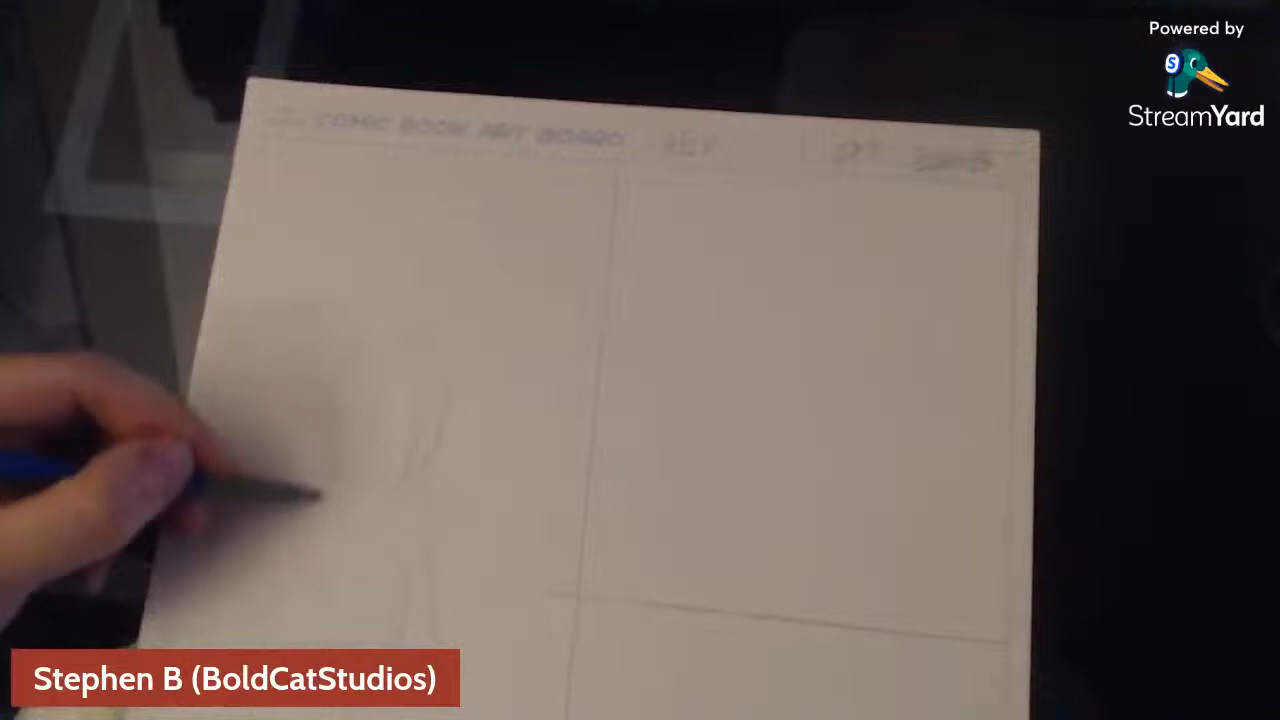 Powered by
StreamYard
COMIC BOOK ART BOARD
Stephen B (BoldCatStudios)